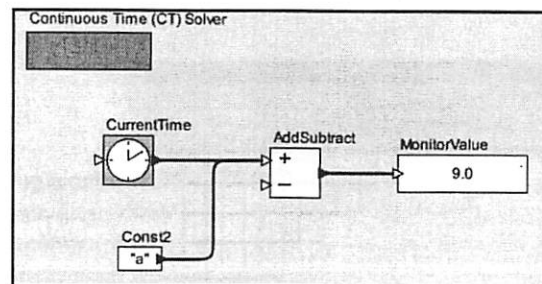 Continuous Time (CT) Solver
CurrentTime
AddSubtract
+
−
MonitorValue
9.0
Const2
"a"